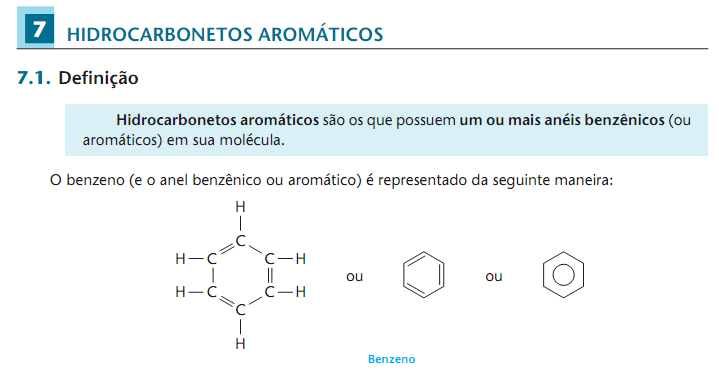 7 HIDROCARBONETOS AROMÁTICOS
7.1. Definição
Hidrocarbonetos aromáticos são os que possuem um ou mais anéis benzênicos (ou
aromáticos) em sua molécula.
O benzeno (e o anel benzênico ou aromático) é representado da seguinte maneira:
H
C
H C C H
ou
ou
H C C H
C
H
Benzeno